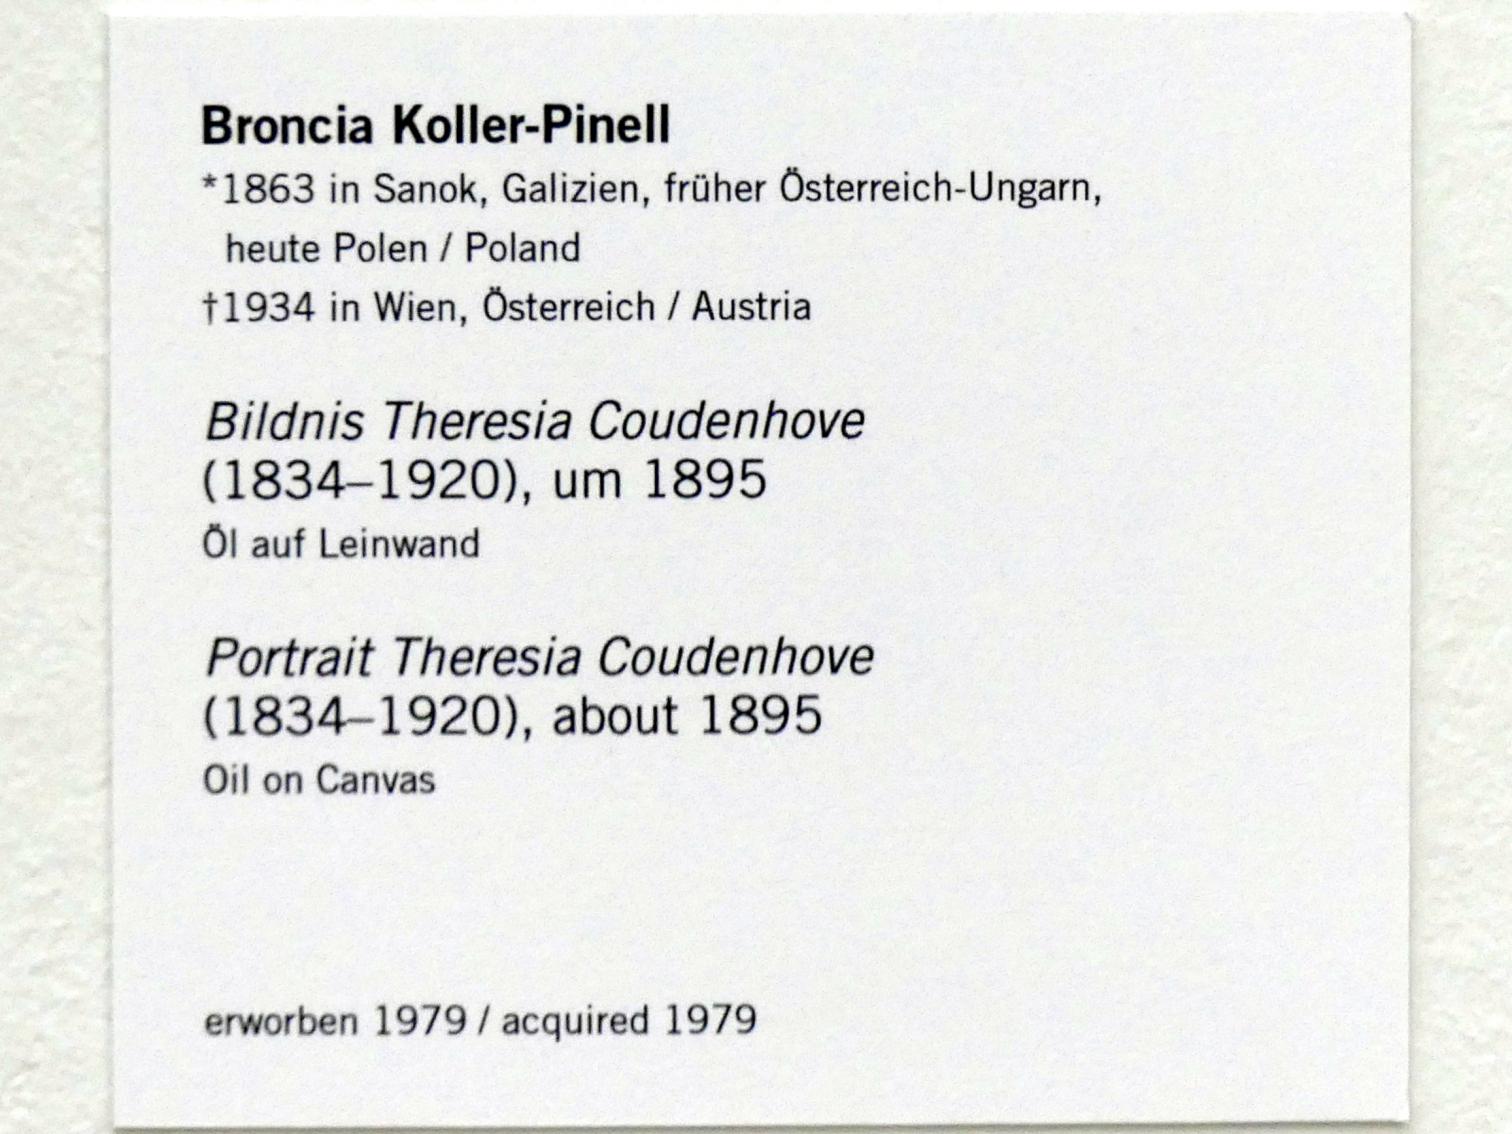 Broncia Koller-Pinell
*1863 in Sanok, Galizien, früher Österreich-Ungarn,
heute Polen / Poland
†1934 in Wien, Österreich / Austria
Bildnis Theresia Coudenhove
(1834–1920), um 1895
Öl auf Leinwand
Portrait Theresia Coudenhove
(1834–1920), about 1895
Oil on Canvas
erworben 1979 / acquired 1979